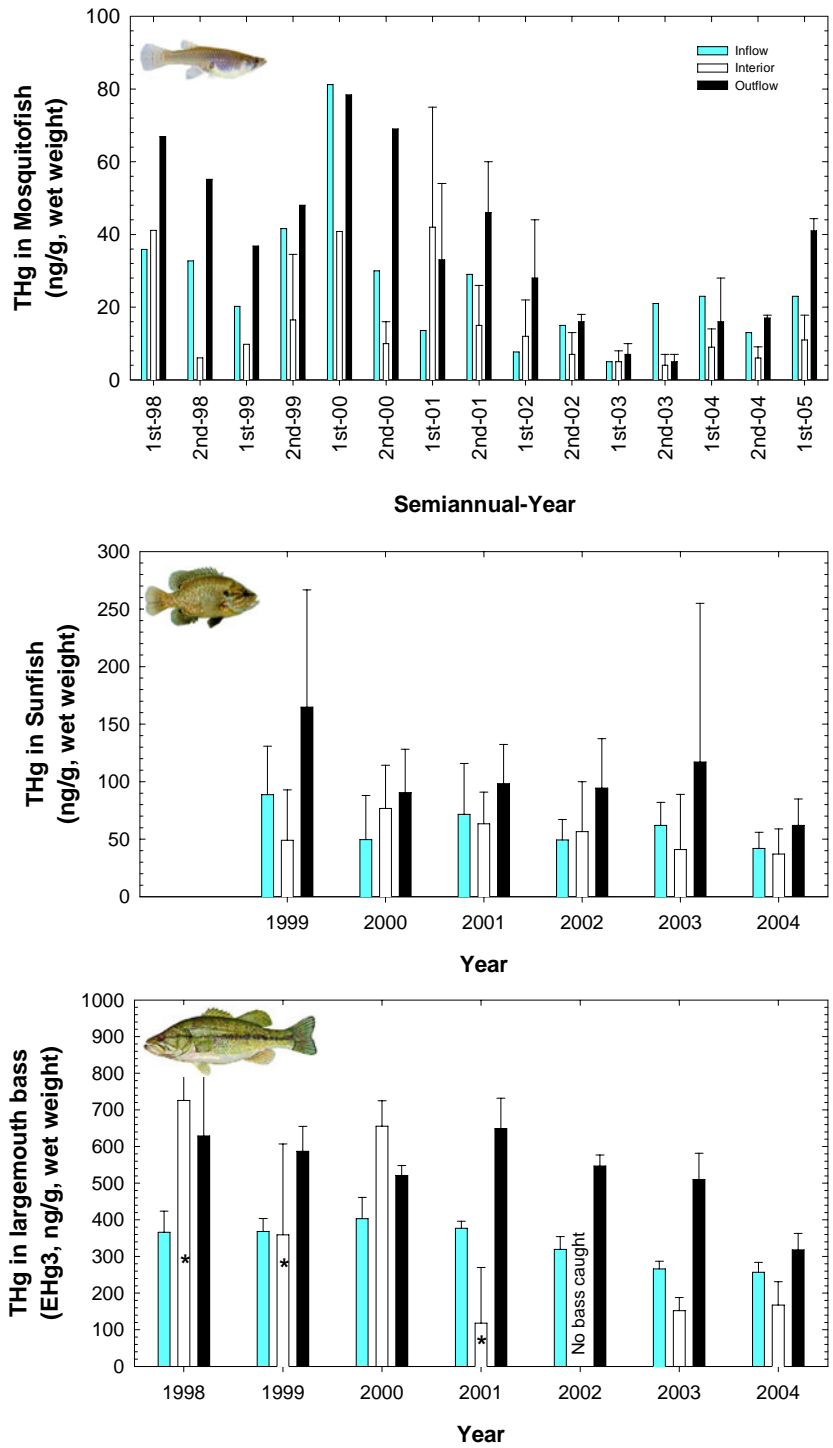 THg in Mosquitofish
(ng/g, wet weight)
100
80
60
40
20
0
Inflow
Interior
Outflow
1st-98
2nd-98
1st-99
2nd-99
1st-00
2nd-00
1st-01
2nd-01
1st-02
2nd-02
1st-03
2nd-03
1st-04
2nd-04
1st-05
Semiannual-Year
THg in Sunfish
(ng/g, wet weight)
300
250
200
150
100
50
0
1999
2000
2001
2002
2003
2004
Year
THg in largemouth bass
(EHg3, ng/g, wet weight)
1000
900
800
700
600
500
400
300
200
100
0
*
*
*
No bass caught
1998
1999
2000
2001
2002
2003
2004
Year